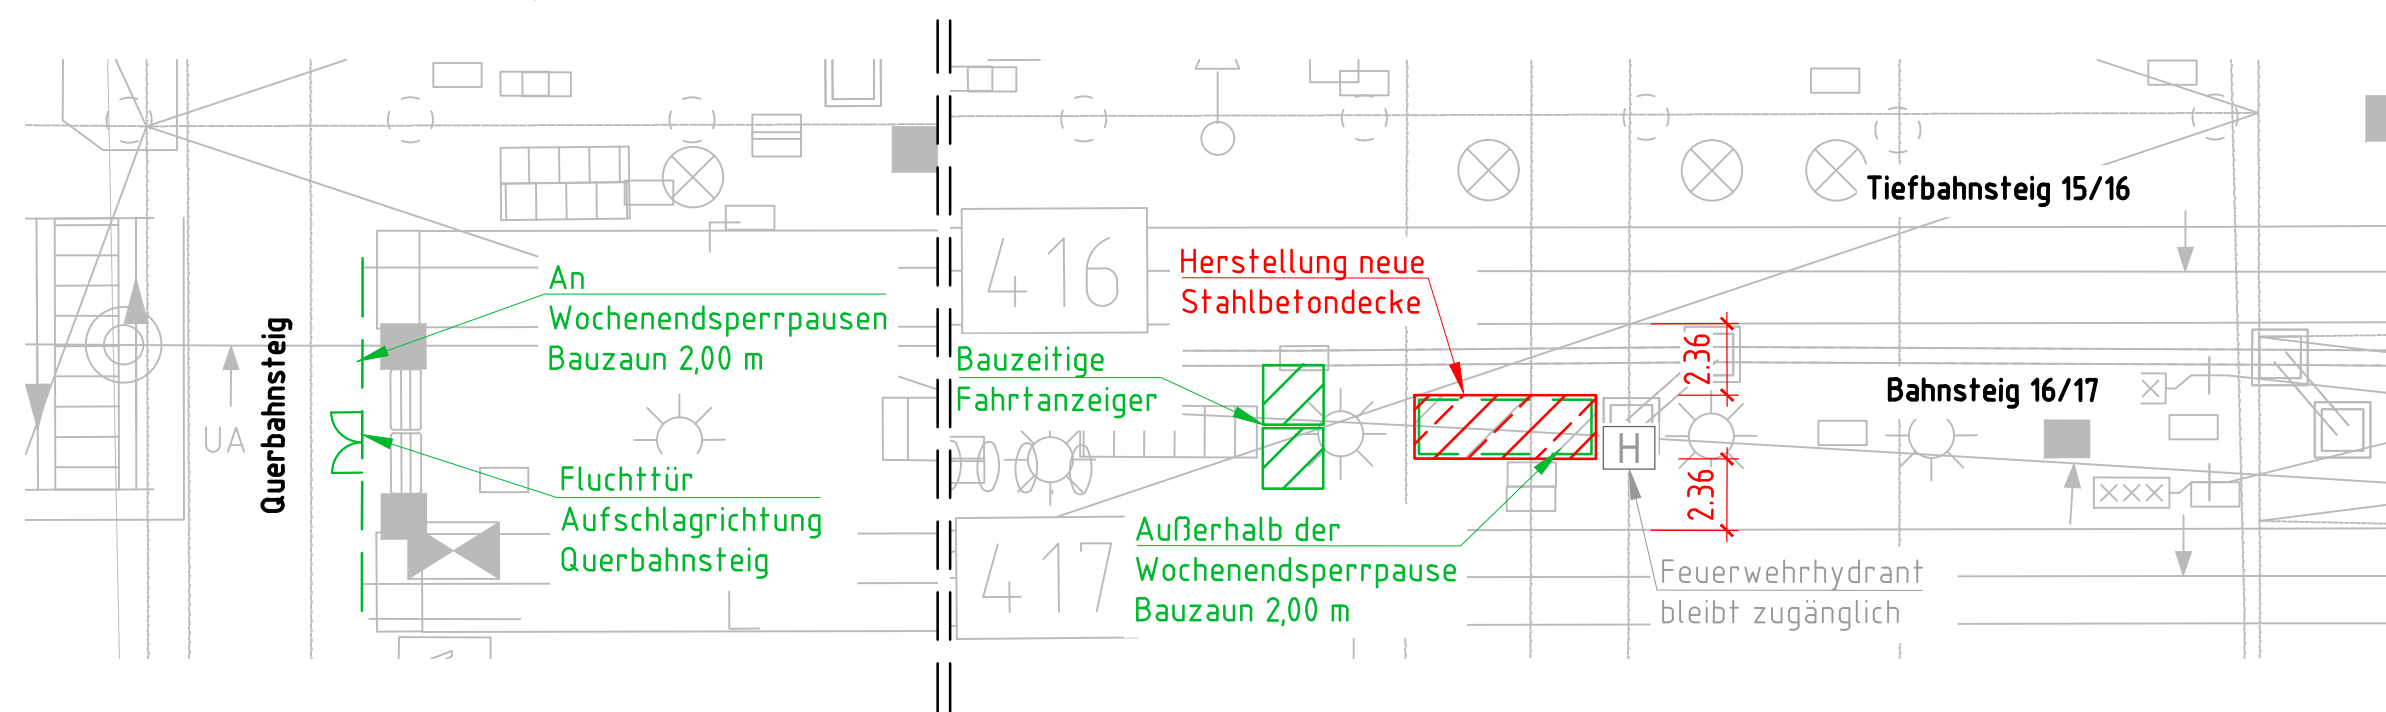 UA
Querbahnsteig
An
Wochenendsperrpausen
Bauzaun 2,00 m
Fluchttür
Aufschlagrichtung
Querbahnsteig
416
417
Herstellung neue
Stahlbetondecke
Bauzeitige
Fahrtanzeiger
Außerhalb der
Wochenendsperrpause
Bauzaun 2,00 m
2.36
2.36
H
Feuerwehrhydrant
bleibt zugänglich
Tiefbahnsteig 15/16
Bahnsteig 16/17